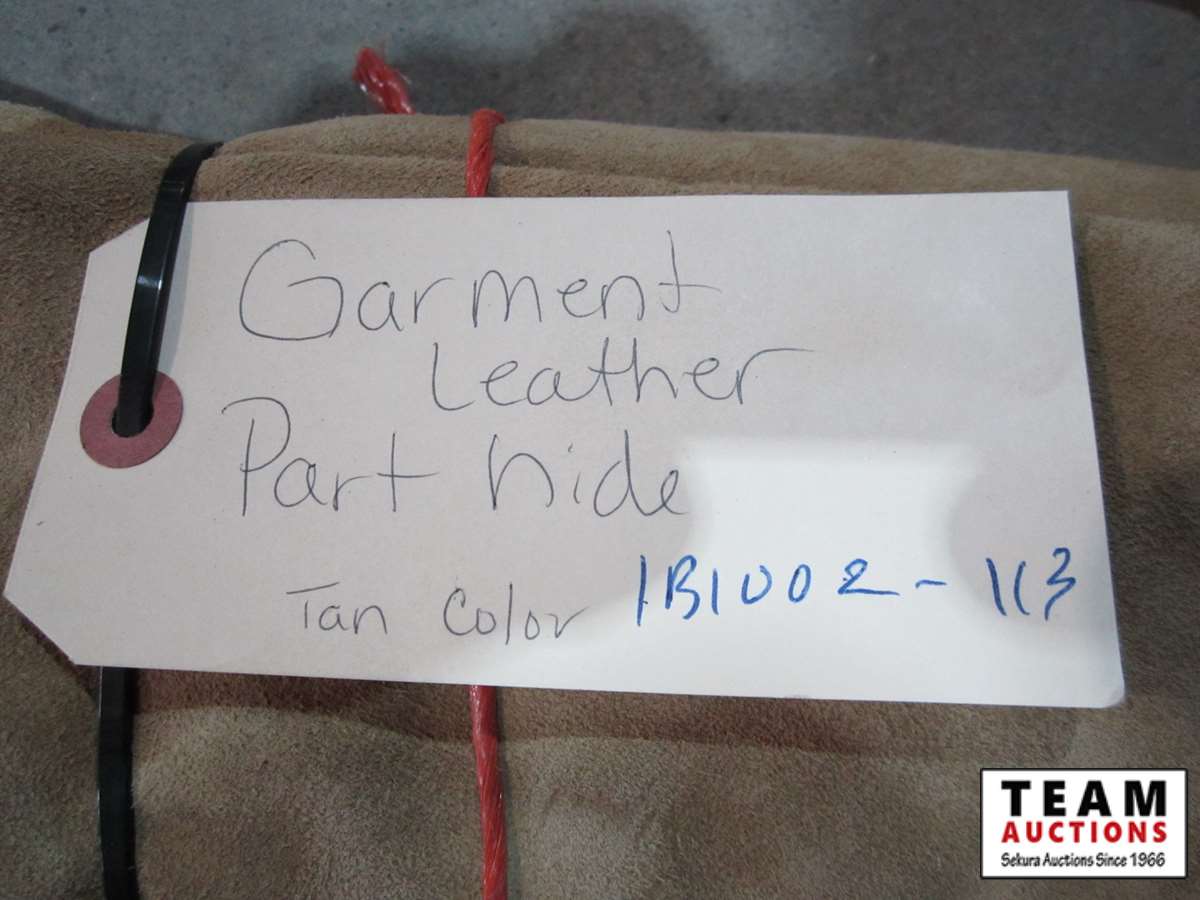 Garment
Leather
Part hide
Tan Color 1B1002-113
TEAM
AUCTIONS
Sekura Auctions Since 1966